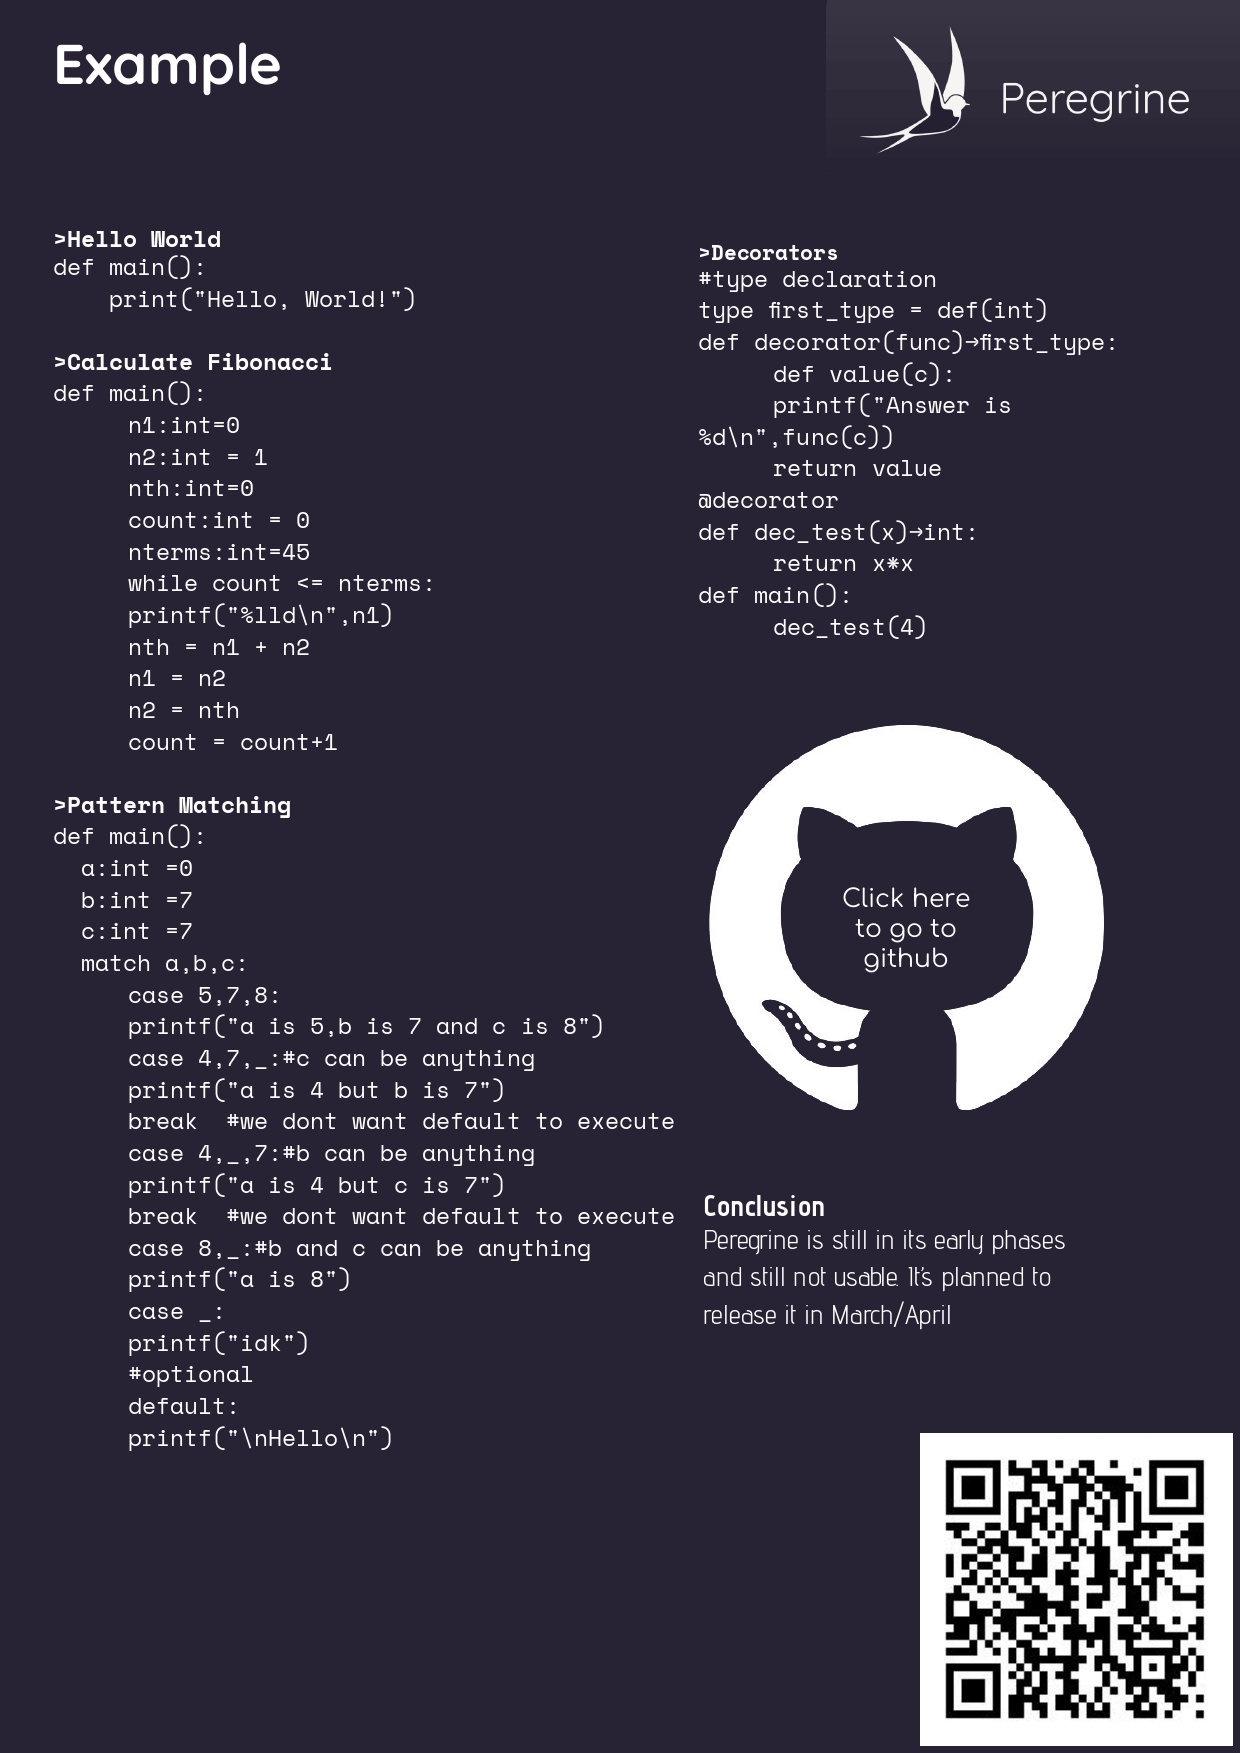 Example
Peregrine
>Hello World
def main():
    print("Hello, World!")
>Calculate Fibonacci
def main():
    n1:int=0
    n2:int = 1
    nth:int=0
    count:int = 0
    nterms:int=45
    while count <= nterms:
    printf("%lld\n",n1)
    nth = n1 + n2
    n1 = n2
    n2 = nth
    count = count+1
>Pattern Matching
def main():
  a:int =0
  b:int =7
  c:int =7
  match a,b,c:
    case 5,7,8:
    printf("a is 5,b is 7 and c is 8")
    case 4,7,_:#c can be anything
    printf("a is 4 but b is 7")
    break  #we dont want default to execute
    case 4,_,7:#b can be anything
    printf("a is 4 but c is 7")
    break  #we dont want default to execute
    case 8,_:#b and c can be anything
    printf("a is 8")
    case _:
    printf("idk")
    #optional
    default:
    printf("\nHello\n")
>Decorators
#type declaration
type first_type = def(int)
def decorator(func)→first_type:
    def value(c):
    printf("Answer is
%d\n",func(c))
    return value
@decorator
def dec_test(x)→int:
    return x*x
def main():
    dec_test(4)
Click here
to go to
github
Conclusion
Peregrine is still in its early phases
and still not usable. It's planned to
release it in March/April